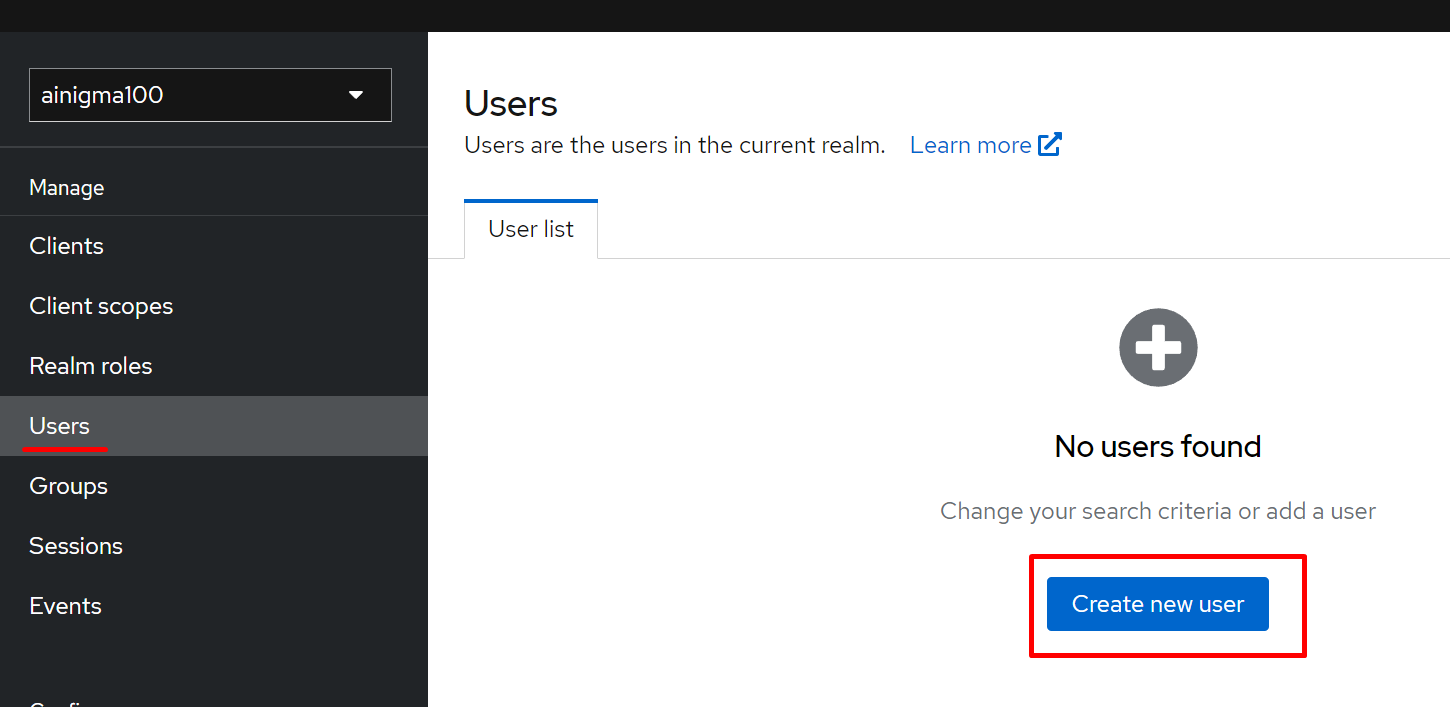 ainigma100
Manage
Clients
Client scopes
Realm roles
Users
Groups
Sessions
Events
Users
Users are the users in the current realm. Learn more
User list
No users found
Change your search criteria or add a user
Create new user